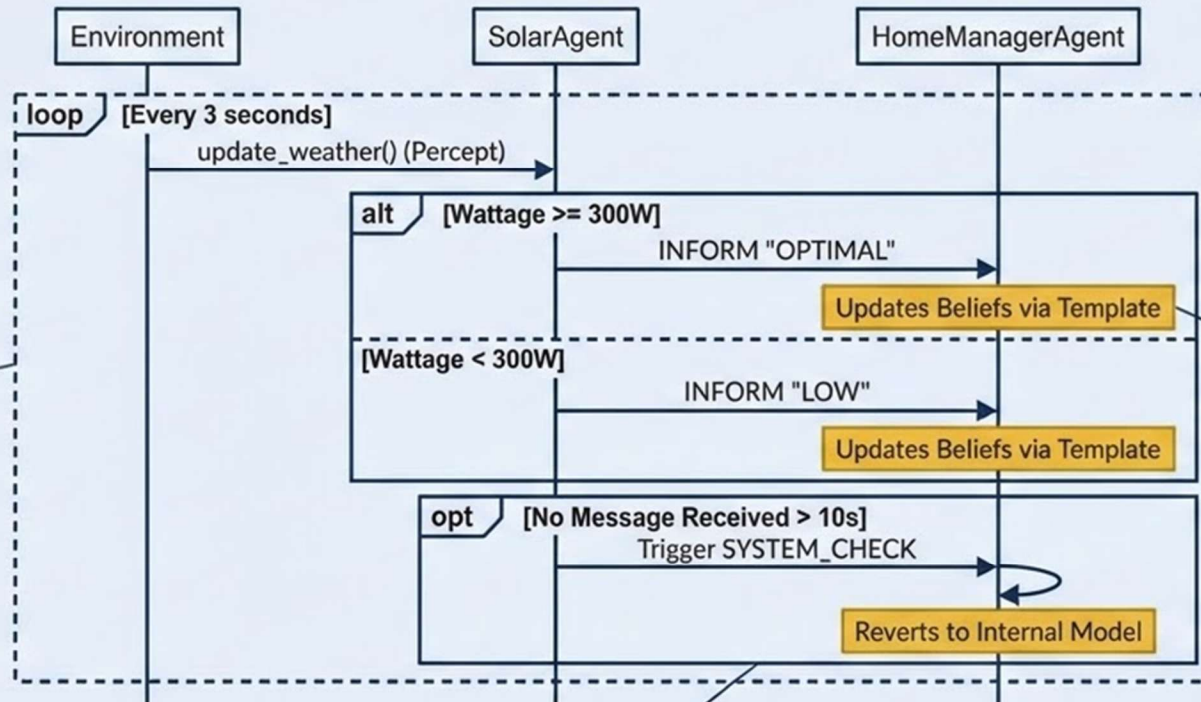 Environment
SolarAgent
HomeManagerAgent
loop
[Every 3 seconds]
update_weather() (Percept)
alt
[Wattage >= 300W]
INFORM "OPTIMAL"
Updates Beliefs via Template
[Wattage < 300W]
INFORM "LOW"
Updates Beliefs via Template
opt
[No Message Received > 10s]
Trigger SYSTEM_CHECK
Reverts to Internal Model